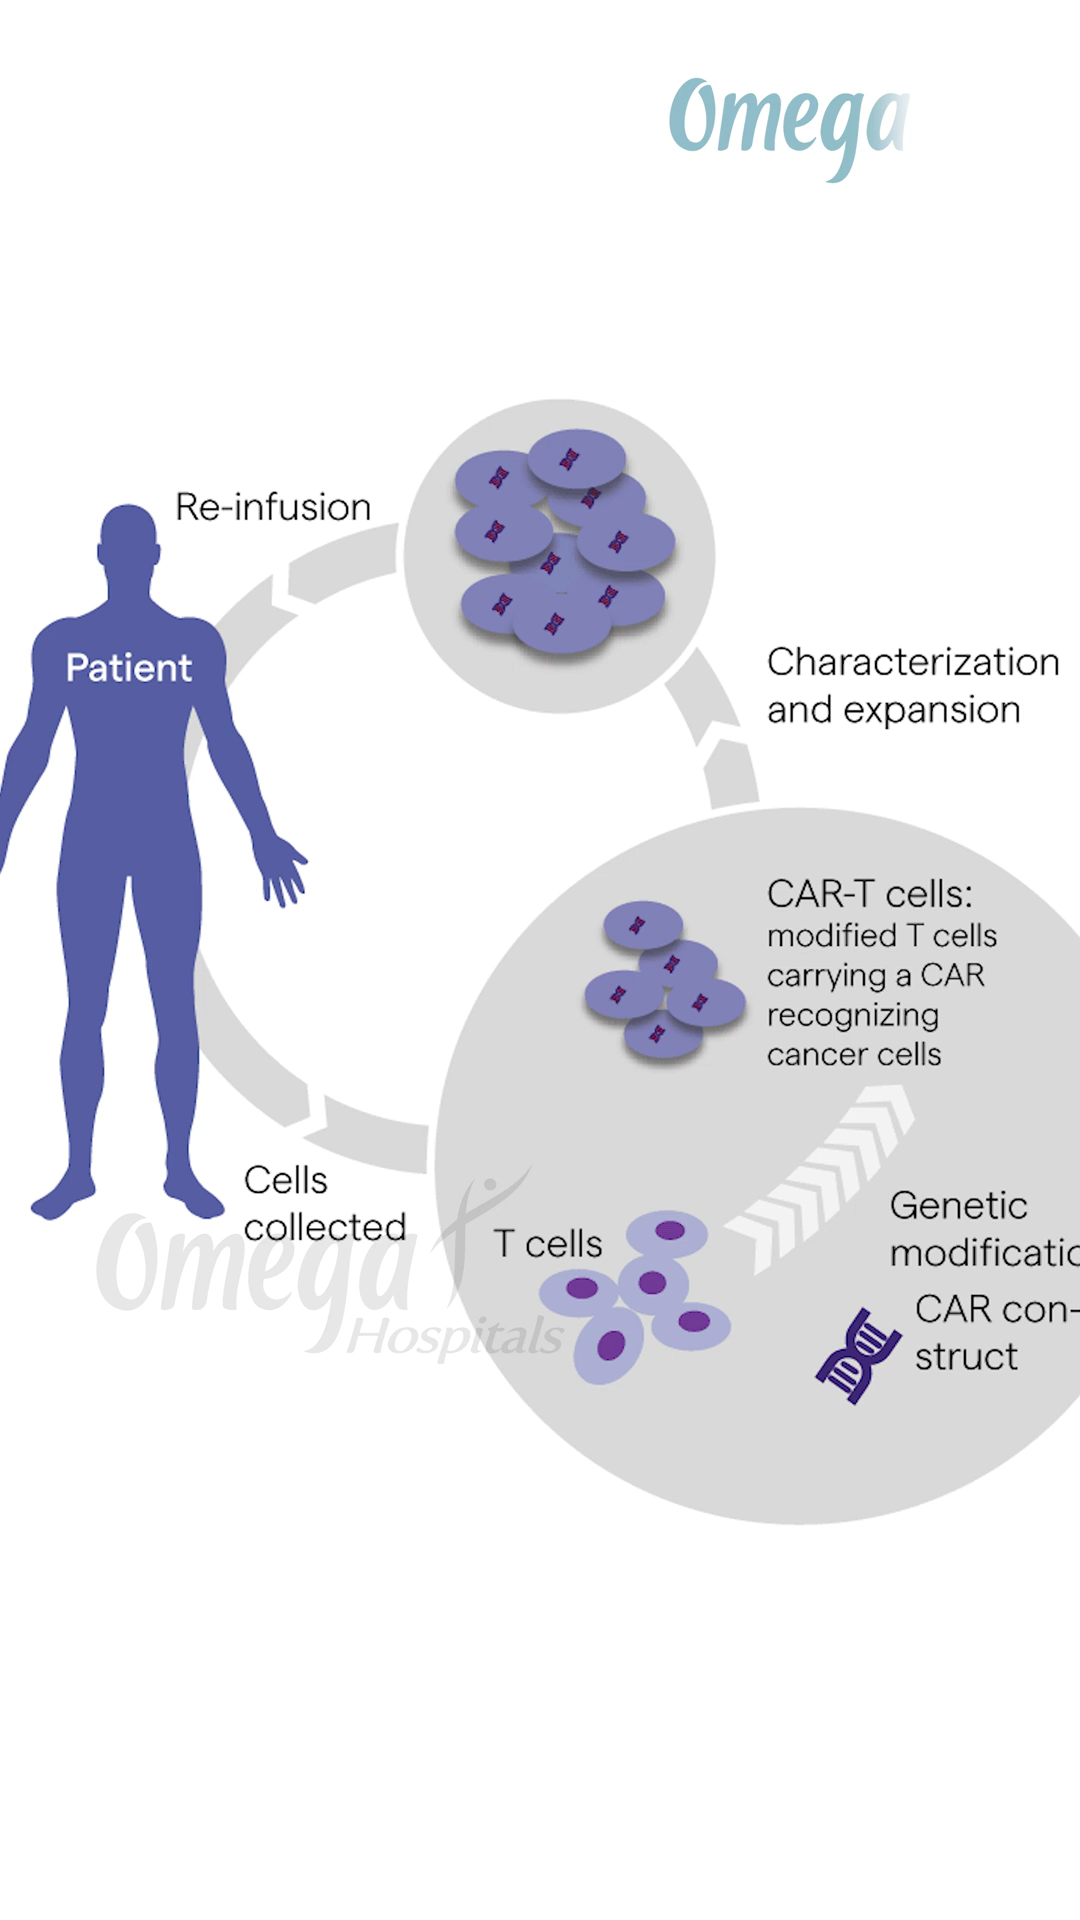 Omega
Re-infusion
Patient
Characterization
and expansion
CAR-T cells:
modified T cells
carrying a CAR
recognizing
cancer cells
Cells
collected
T cells
Genetic
modificatio
CAR con-
struct
Omega
Hospitals